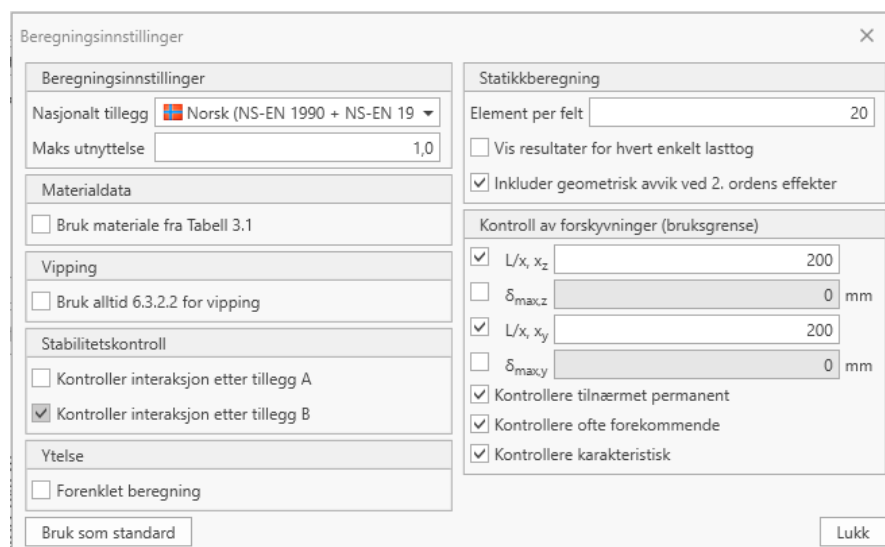 Beregningsinnstillinger
Beregningsinnstillinger
Nasjonalt tillegg Norsk (NS-EN 1990 + NS-EN 19
Maks utnyttelse 1,0
Materialdata
Bruk materiale fra Tabell 3.1
Vipping
Bruk alltid 6.3.2.2 for vipping
Stabilitetskontroll
Kontroller interaksjon etter tillegg A
Kontroller interaksjon etter tillegg B
Ytelse
Forenklet beregning
Bruk som standard
Statikkberegning
Element per felt 20
Vis resultater for hvert enkelt lasttog
Inkluder geometrisk avvik ved 2. ordens effekter
Kontroll av forskyvninger (bruksgrense)
L/x, xz 200
δmax,z 0 mm
L/x, xy 200
δmax,y 0 mm
Kontrollere tilnærmet permanent
Kontrollere ofte forekommende
Kontrollere karakteristisk
Lukk